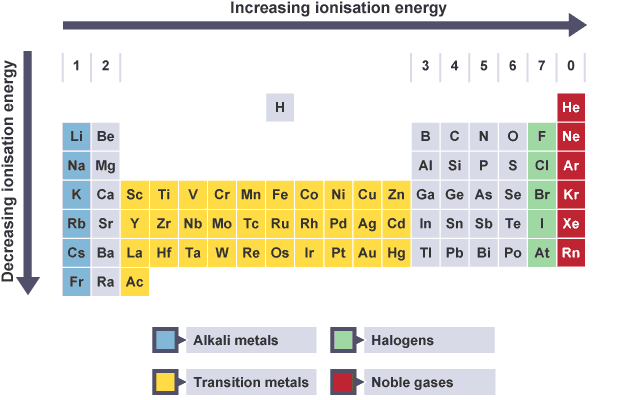 Increasing ionisation energy
Decreasing ionisation energy
1 2 3 4 5 6 7 0
H He
Li Be B C N O F Ne
Na Mg Al Si P S Cl Ar
K Ca Sc Ti V Cr Mn Fe Co Ni Cu Zn Ga Ge As Se Br Kr
Rb Sr Y Zr Nb Mo Tc Ru Rh Pd Ag Cd In Sn Sb Te I Xe
Cs Ba La Hf Ta W Re Os Ir Pt Au Hg Tl Pb Bi Po At Rn
Fr Ra Ac
Alkali metals Halogens
Transition metals Noble gases